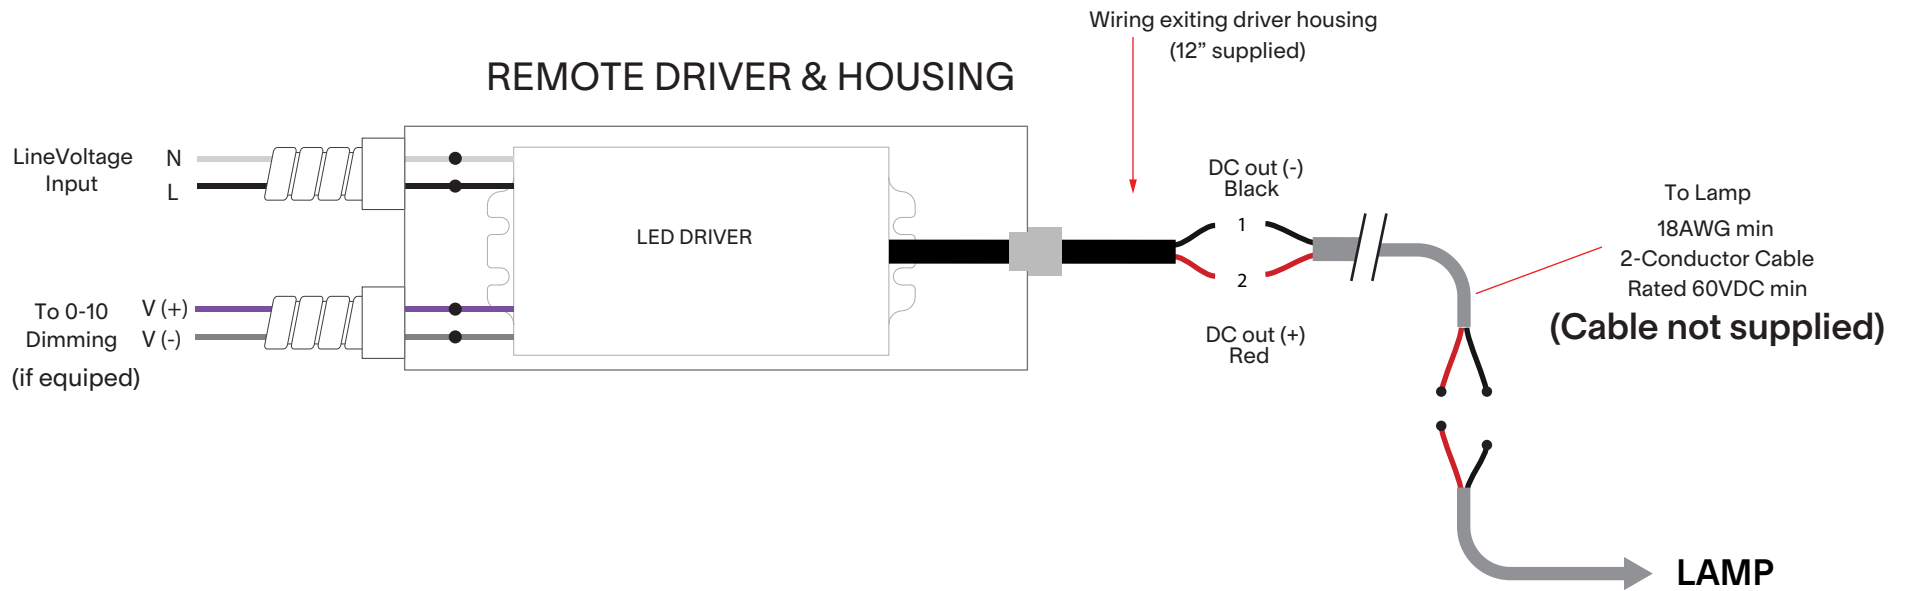 Wiring exiting driver housing
(12” supplied)
REMOTE DRIVER & HOUSING
LineVoltage
Input
N
L
LED DRIVER
To 0-10
Dimming
(if equiped)
V (+)
V (-)
DC out (-)
Black
1
2
DC out (+)
Red
To Lamp
18AWG min
2-Conductor Cable
Rated 60VDC min
(Cable not supplied)
LAMP